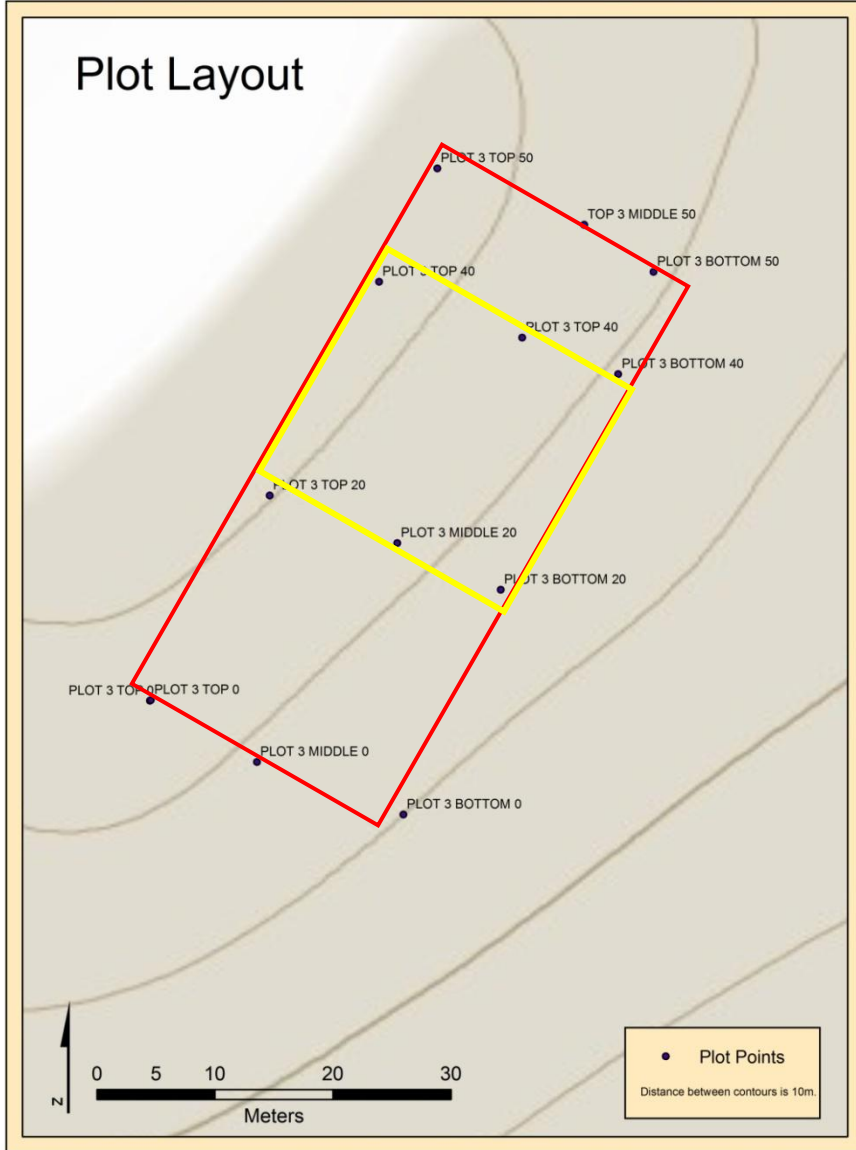 Plot Layout
PLOT 3 TOP 50
TOP 3 MIDDLE 50
PLOT 3 BOTTOM 50
PLOT 3 TOP 40
PLOT 3 TOP 40
PLOT 3 BOTTOM 40
PLOT 3 TOP 20
PLOT 3 MIDDLE 20
PLOT 3 BOTTOM 20
PLOT 3 TOP 0
PLOT 3 TOP 0
PLOT 3 MIDDLE 0
PLOT 3 BOTTOM 0
Z
0 5 10 20 30
Meters
Plot Points
Distance between contours is 10m.